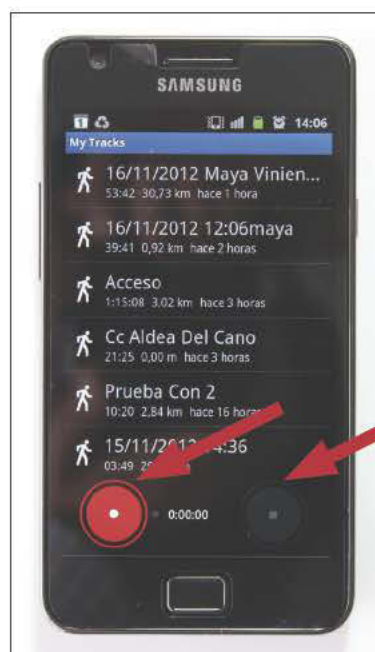 SAMSUNG
1 14:06
My Tracks
16/11/2012 Maya Vinien...
53:42 30,73 km hace 1 hora
16/11/2012 12:06maya
39:41 0,92 km hace 2 horas
Acceso
1:15:08 3,02 km hace 3 horas
Cc Aldea Del Cano
21:25 0,00 m hace 3 horas
Prueba Con 2
10:20 2,84 km hace 16 horas
15/11/2012 :36
03:49
0:00:00